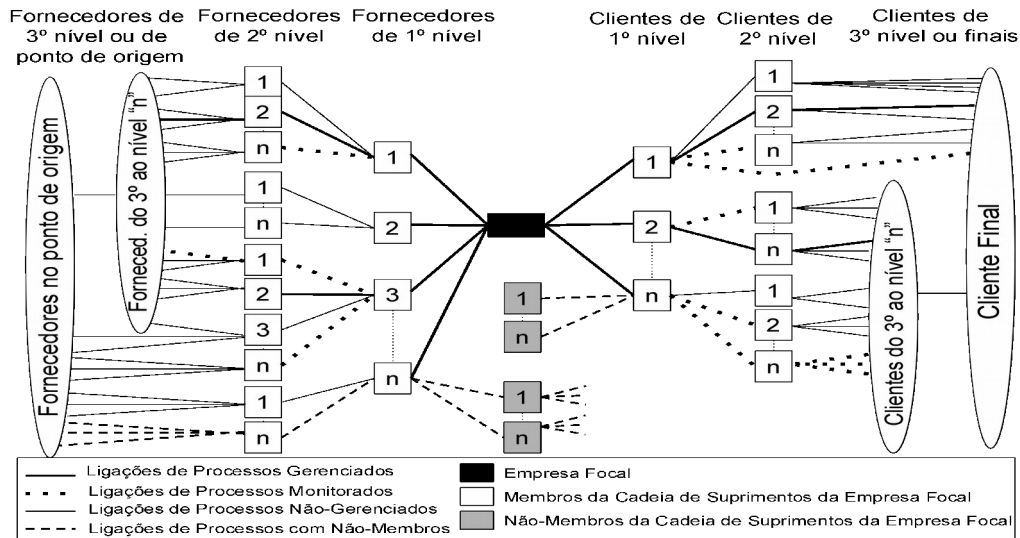 Fornecedores de
3º nível ou de
ponto de origem
Fornecedores
de 2º nível
Fornecedores
de 1º nível
Clientes de
1º nível
Clientes de
2º nível
Clientes de
3º nível ou finais
Fornecedores no ponto de origem
Forneced. do 3º ao nível “n”
1
2
n
1
n
1
2
3
n
1
n
1
2
3
n
1
n
1
n
1
2
n
1
2
n
1
n
1
2
n
Clientes do 3º ao nível “n”
Cliente Final
Ligações de Processos Gerenciados
Ligações de Processos Monitorados
Ligações de Processos Não-Gerenciados
Ligações de Processos com Não-Membros
Empresa Focal
Membros da Cadeia de Suprimentos da Empresa Focal
Não-Membros da Cadeia de Suprimentos da Empresa Focal